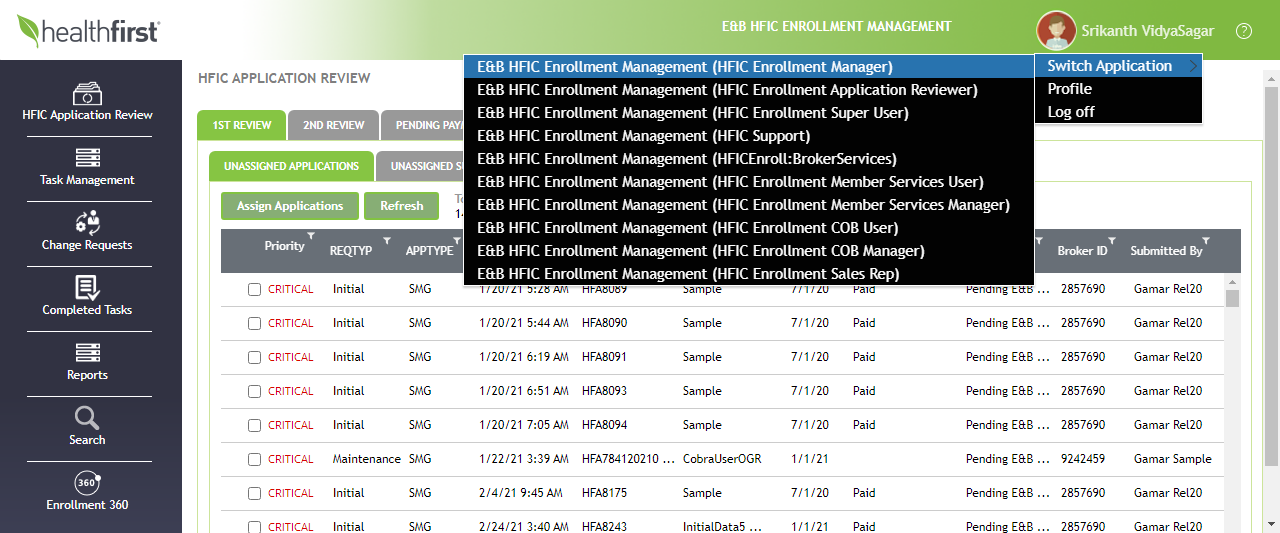 healthfirst
E&B HFIC ENROLLMENT MANAGEMENT
Srikanth VidyaSagar
?
Switch Application
Profile
Log off
E&B HFIC Enrollment Management (HFIC Enrollment Manager)
E&B HFIC Enrollment Management (HFIC Enrollment Application Reviewer)
E&B HFIC Enrollment Management (HFIC Enrollment Super User)
E&B HFIC Enrollment Management (HFIC Support)
E&B HFIC Enrollment Management (HFICEnroll:BrokerServices)
E&B HFIC Enrollment Management (HFIC Enrollment Member Services User)
E&B HFIC Enrollment Management (HFIC Enrollment Member Services Manager)
E&B HFIC Enrollment Management (HFIC Enrollment COB User)
E&B HFIC Enrollment Management (HFIC Enrollment COB Manager)
E&B HFIC Enrollment Management (HFIC Enrollment Sales Rep)
HFIC Application Review
Task Management
Change Requests
Completed Tasks
Reports
Search
360°
Enrollment 360
HFIC APPLICATION REVIEW
1ST REVIEW 2ND REVIEW PENDING
UNASSIGNED APPLICATIONS UNASSIGNED
Assign Applications Refresh
Priority REQTYP APPTYPE Broker ID Submitted By
CRITICAL Initial SMG 1/20/21 5:28 AM HFA8089 Sample 7/1/20 Paid Pending E&B ... 2857690 Gamar Rel20
CRITICAL Initial SMG 1/20/21 5:44 AM HFA8090 Sample 7/1/20 Paid Pending E&B ... 2857690 Gamar Rel20
CRITICAL Initial SMG 1/20/21 6:19 AM HFA8091 Sample 7/1/20 Paid Pending E&B ... 2857690 Gamar Rel20
CRITICAL Initial SMG 1/20/21 6:51 AM HFA8093 Sample 7/1/20 Paid Pending E&B ... 2857690 Gamar Rel20
CRITICAL Initial SMG 1/20/21 7:05 AM HFA8094 Sample 7/1/20 Paid Pending E&B ... 2857690 Gamar Rel20
CRITICAL Maintenance SMG 1/22/21 3:39 AM HFA784120210 ... CobraUserOGR 1/1/21 Pending E&B ... 9242459 Gamar Sample
CRITICAL Initial SMG 2/4/21 9:45 AM HFA8175 Sample 7/1/20 Paid Pending E&B ... 2857690 Gamar Rel20
CRITICAL Initial SMG 2/24/21 3:40 AM HFA8243 InitialData5 ... 1/1/21 Paid Pending E&B ... 2857690 Gamar Rel20